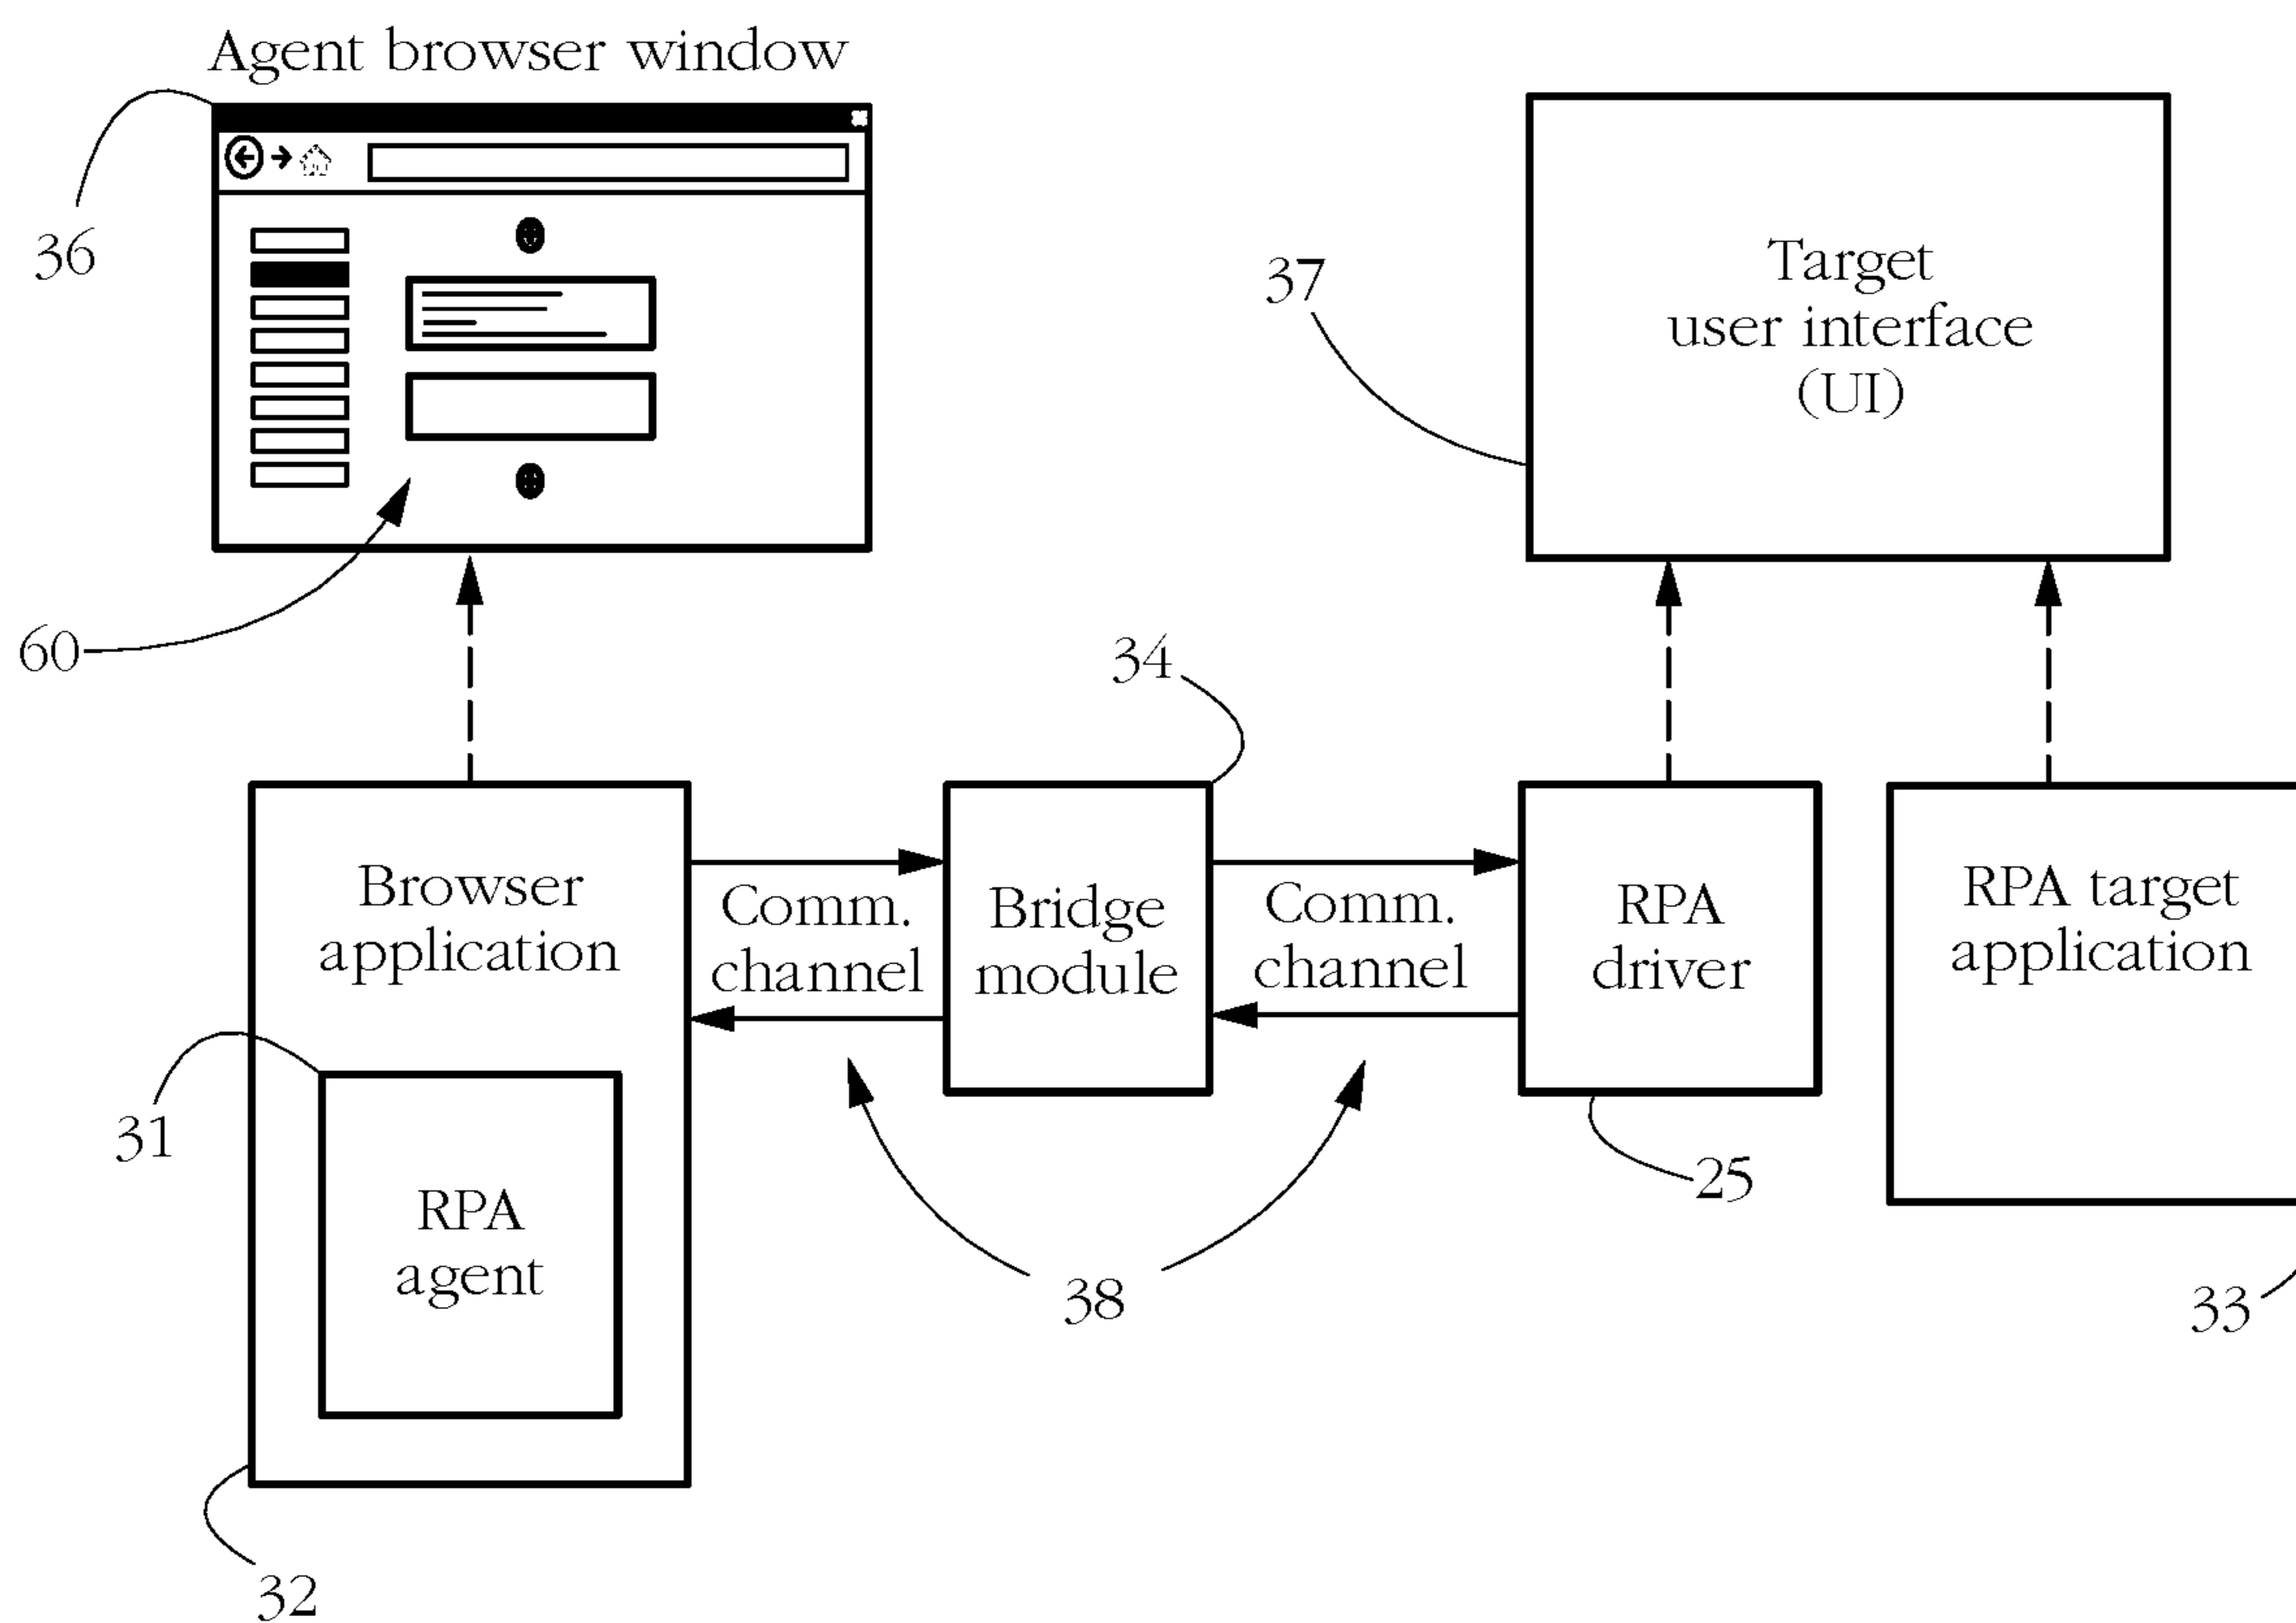 Agent browser window
36
37
Target
user interface
(UI)
60
34
Browser
application
Comm.
channel
Bridge
module
Comm.
channel
RPA
driver
RPA target
application
31
RPA
agent
25
38
33
32